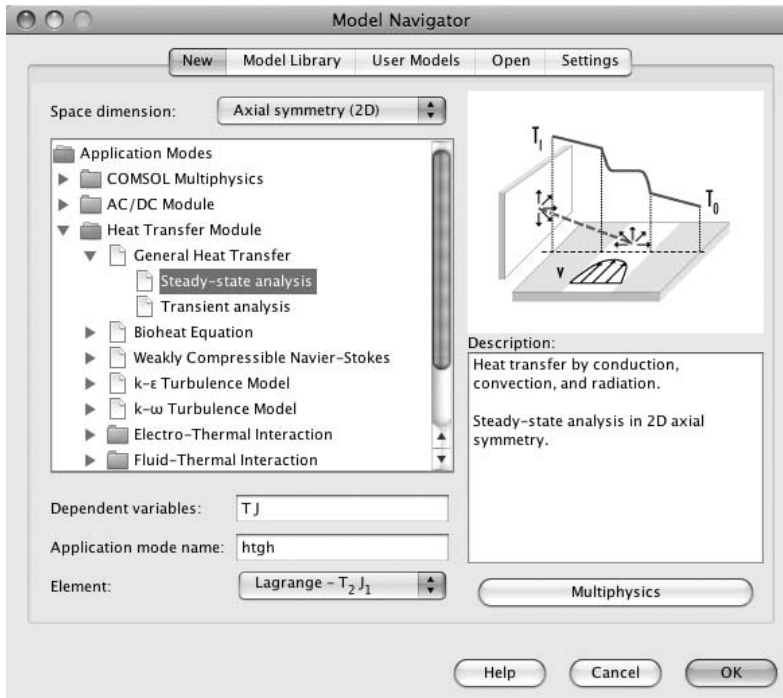 Model Navigator
New Model Library User Models Open Settings
Space dimension: Axial symmetry (2D)
Application Modes
COMSOL Multiphysics
AC/DC Module
Heat Transfer Module
General Heat Transfer
Steady-state analysis
Transient analysis
Bioheat Equation
Weakly Compressible Navier-Stokes
k-ε Turbulence Model
k-ω Turbulence Model
Electro-Thermal Interaction
Fluid-Thermal Interaction
Dependent variables: T J
Application mode name: htgh
Element: Lagrange - T₂ J₁
T₁
T₀
v
Description:
Heat transfer by conduction,
convection, and radiation.
Steady-state analysis in 2D axial
symmetry.
Multiphysics
Help Cancel OK